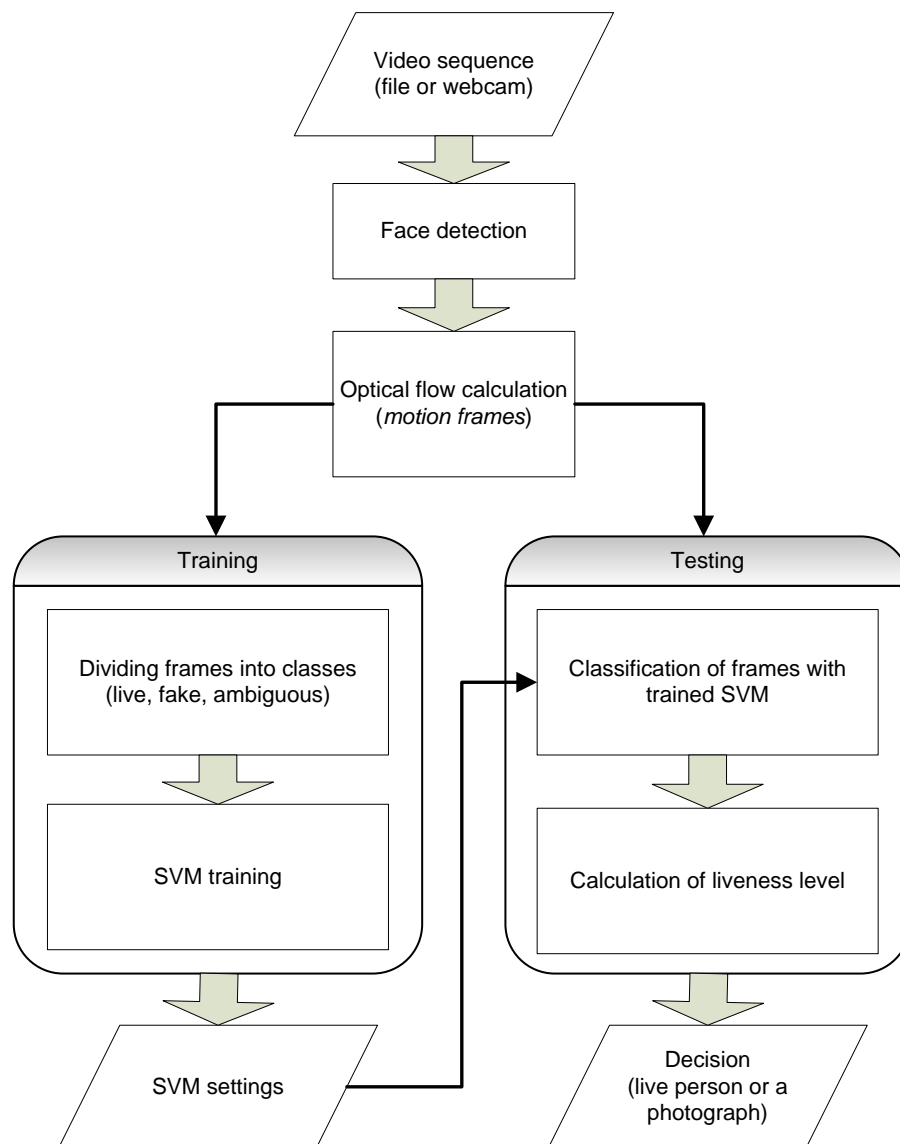 Video sequence
(file or webcam)
Face detection
Optical flow calculation
(motion frames)
Training
Dividing frames into classes
(live, fake, ambiguous)
SVM training
SVM settings
Testing
Classification of frames with
trained SVM
Calculation of liveness level
Decision
(live person or a
photograph)